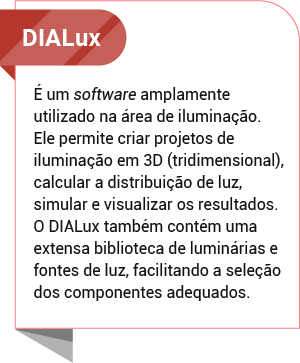 DIALux
É um software amplamente
utilizado na área de iluminação.
Ele permite criar projetos de
iluminação em 3D (tridimensional),
calcular a distribuição de luz,
simular e visualizar os resultados.
O DIALux também contém uma
extensa biblioteca de luminárias e
fontes de luz, facilitando a seleção
dos componentes adequados.